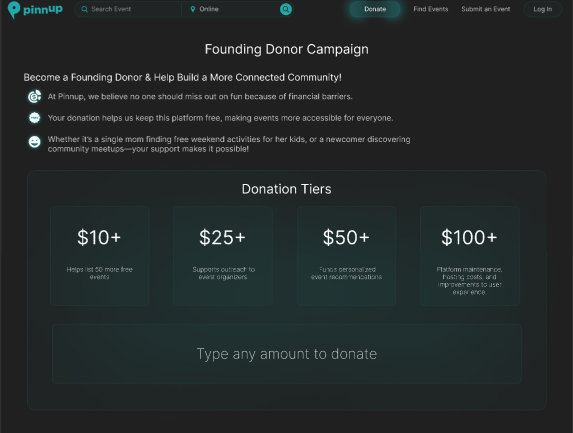 pinnup
Search Event
Online
Donate
Find Events
Submit an Event
Log In
Founding Donor Campaign
Become a Founding Donor & Help Build a More Connected Community!
At Pinnup, we believe no one should miss out on fun because of financial barriers.
Your donation helps us keep this platform free, making events more accessible for everyone.
Whether it's a single mom finding free weekend activities for her kids, or a newcomer discovering
community meetups—your support makes it possible!
Donation Tiers
$10+
Helps list 50 more free
events
$25+
Supports outreach to
event organizers
$50+
Funds personalized
event recommendations
$100+
Platform maintenance,
hosting costs, and
improvements to user
experience
Type any amount to donate